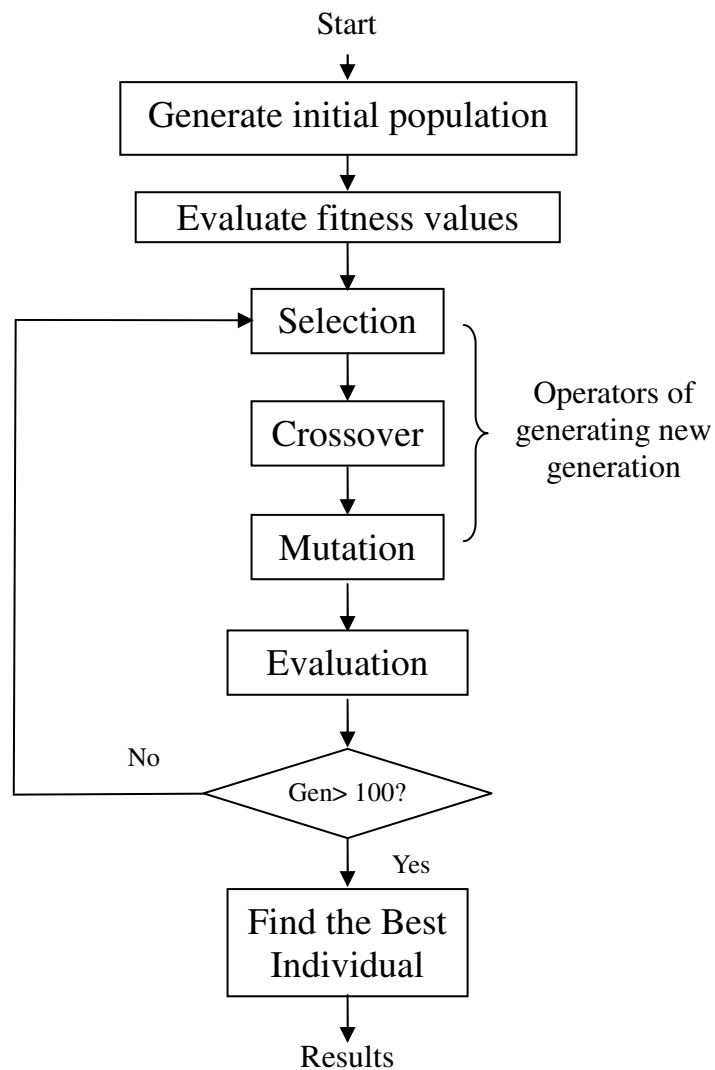 Start
Generate initial population
Evaluate fitness values
Selection
Crossover
Mutation
Operators of
generating new
generation
Evaluation
No
Gen> 100?
Yes
Find the Best
Individual
Results